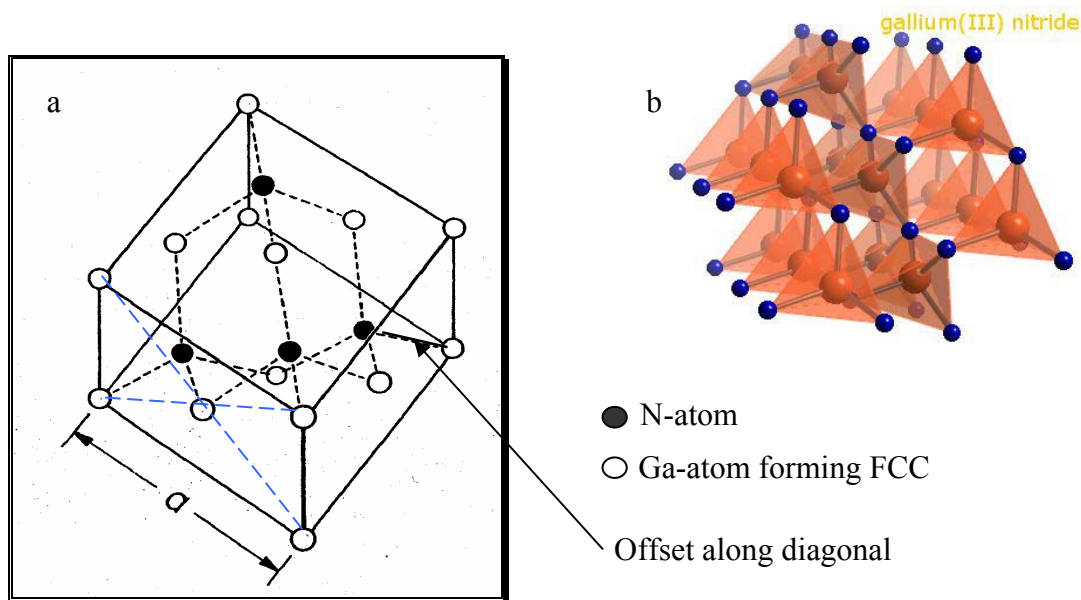 a
a
b
gallium(III) nitride
N-atom
Ga-atom forming FCC
Offset along diagonal